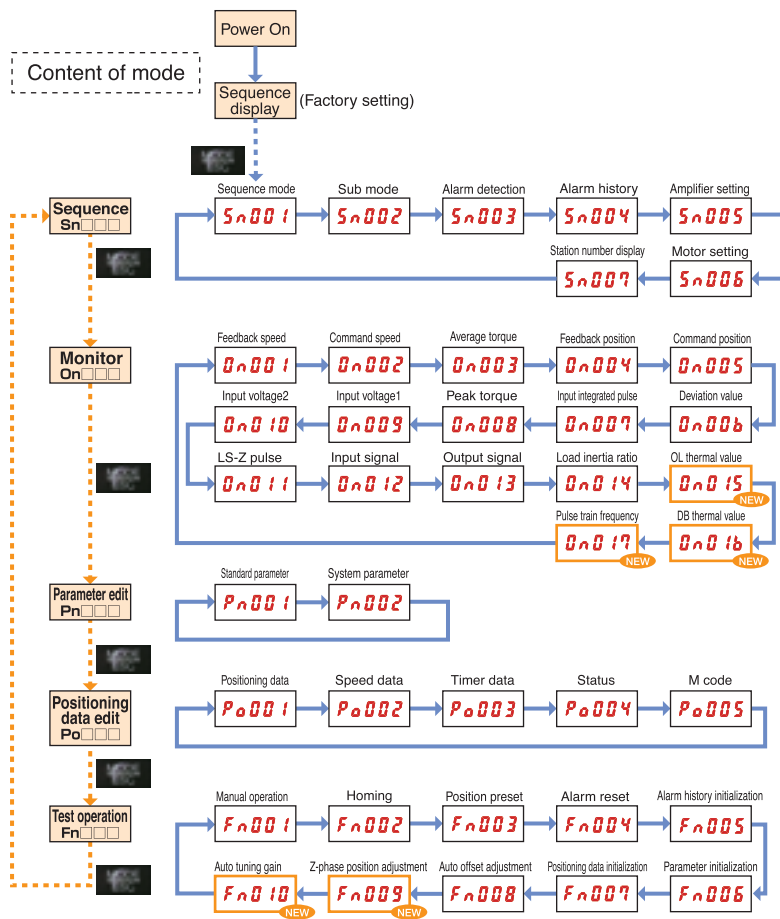 Power On
Content of mode
Sequence
display
(Factory setting)
Sequence
Sn□□□
Sequence mode
Sub mode
Alarm detection
Alarm history
Amplifier setting
Sn001
Sn002
Sn003
Sn004
Sn005
Station number display
Motor setting
Sn007
Sn006
Monitor
On□□□
Feedback speed
Command speed
Average torque
Feedback position
Command position
On001
On002
On003
On004
On005
Input voltage2
Input voltage1
Peak torque
Input integrated pulse
Deviation value
On010
On009
On008
On007
On006
LS-Z pulse
Input signal
Output signal
Load inertia ratio
OL thermal value
On011
On012
On013
On014
On015
NEW
Pulse train frequency
DB thermal value
On017
On016
NEW
NEW
Parameter edit
Pn□□□
Standard parameter
System parameter
Pn001
Pn002
Positioning
data edit
Po□□□
Positioning data
Speed data
Timer data
Status
M code
Po001
Po002
Po003
Po004
Po005
Test operation
Fn□□□
Manual operation
Homing
Position preset
Alarm reset
Alarm history initialization
Fn001
Fn002
Fn003
Fn004
Fn005
Auto tuning gain
Z-phase position adjustment
Auto offset adjustment
Positioning data initialization
Parameter initialization
Fn010
Fn009
Fn008
Fn007
Fn006
NEW
NEW